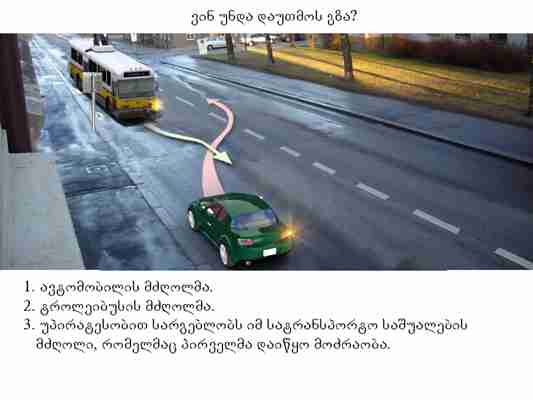 ვინ უნდა დაუთმოს გზა?
1. ავტომობილის მძღოლმა.
2. ტროლეიბუსის მძღოლმა.
3. უპირატესობით სარგებლობს იმ სატრანსპორტო საშუალების
მძღოლი, რომელმაც პირველმა დაიწყო მოძრაობა.